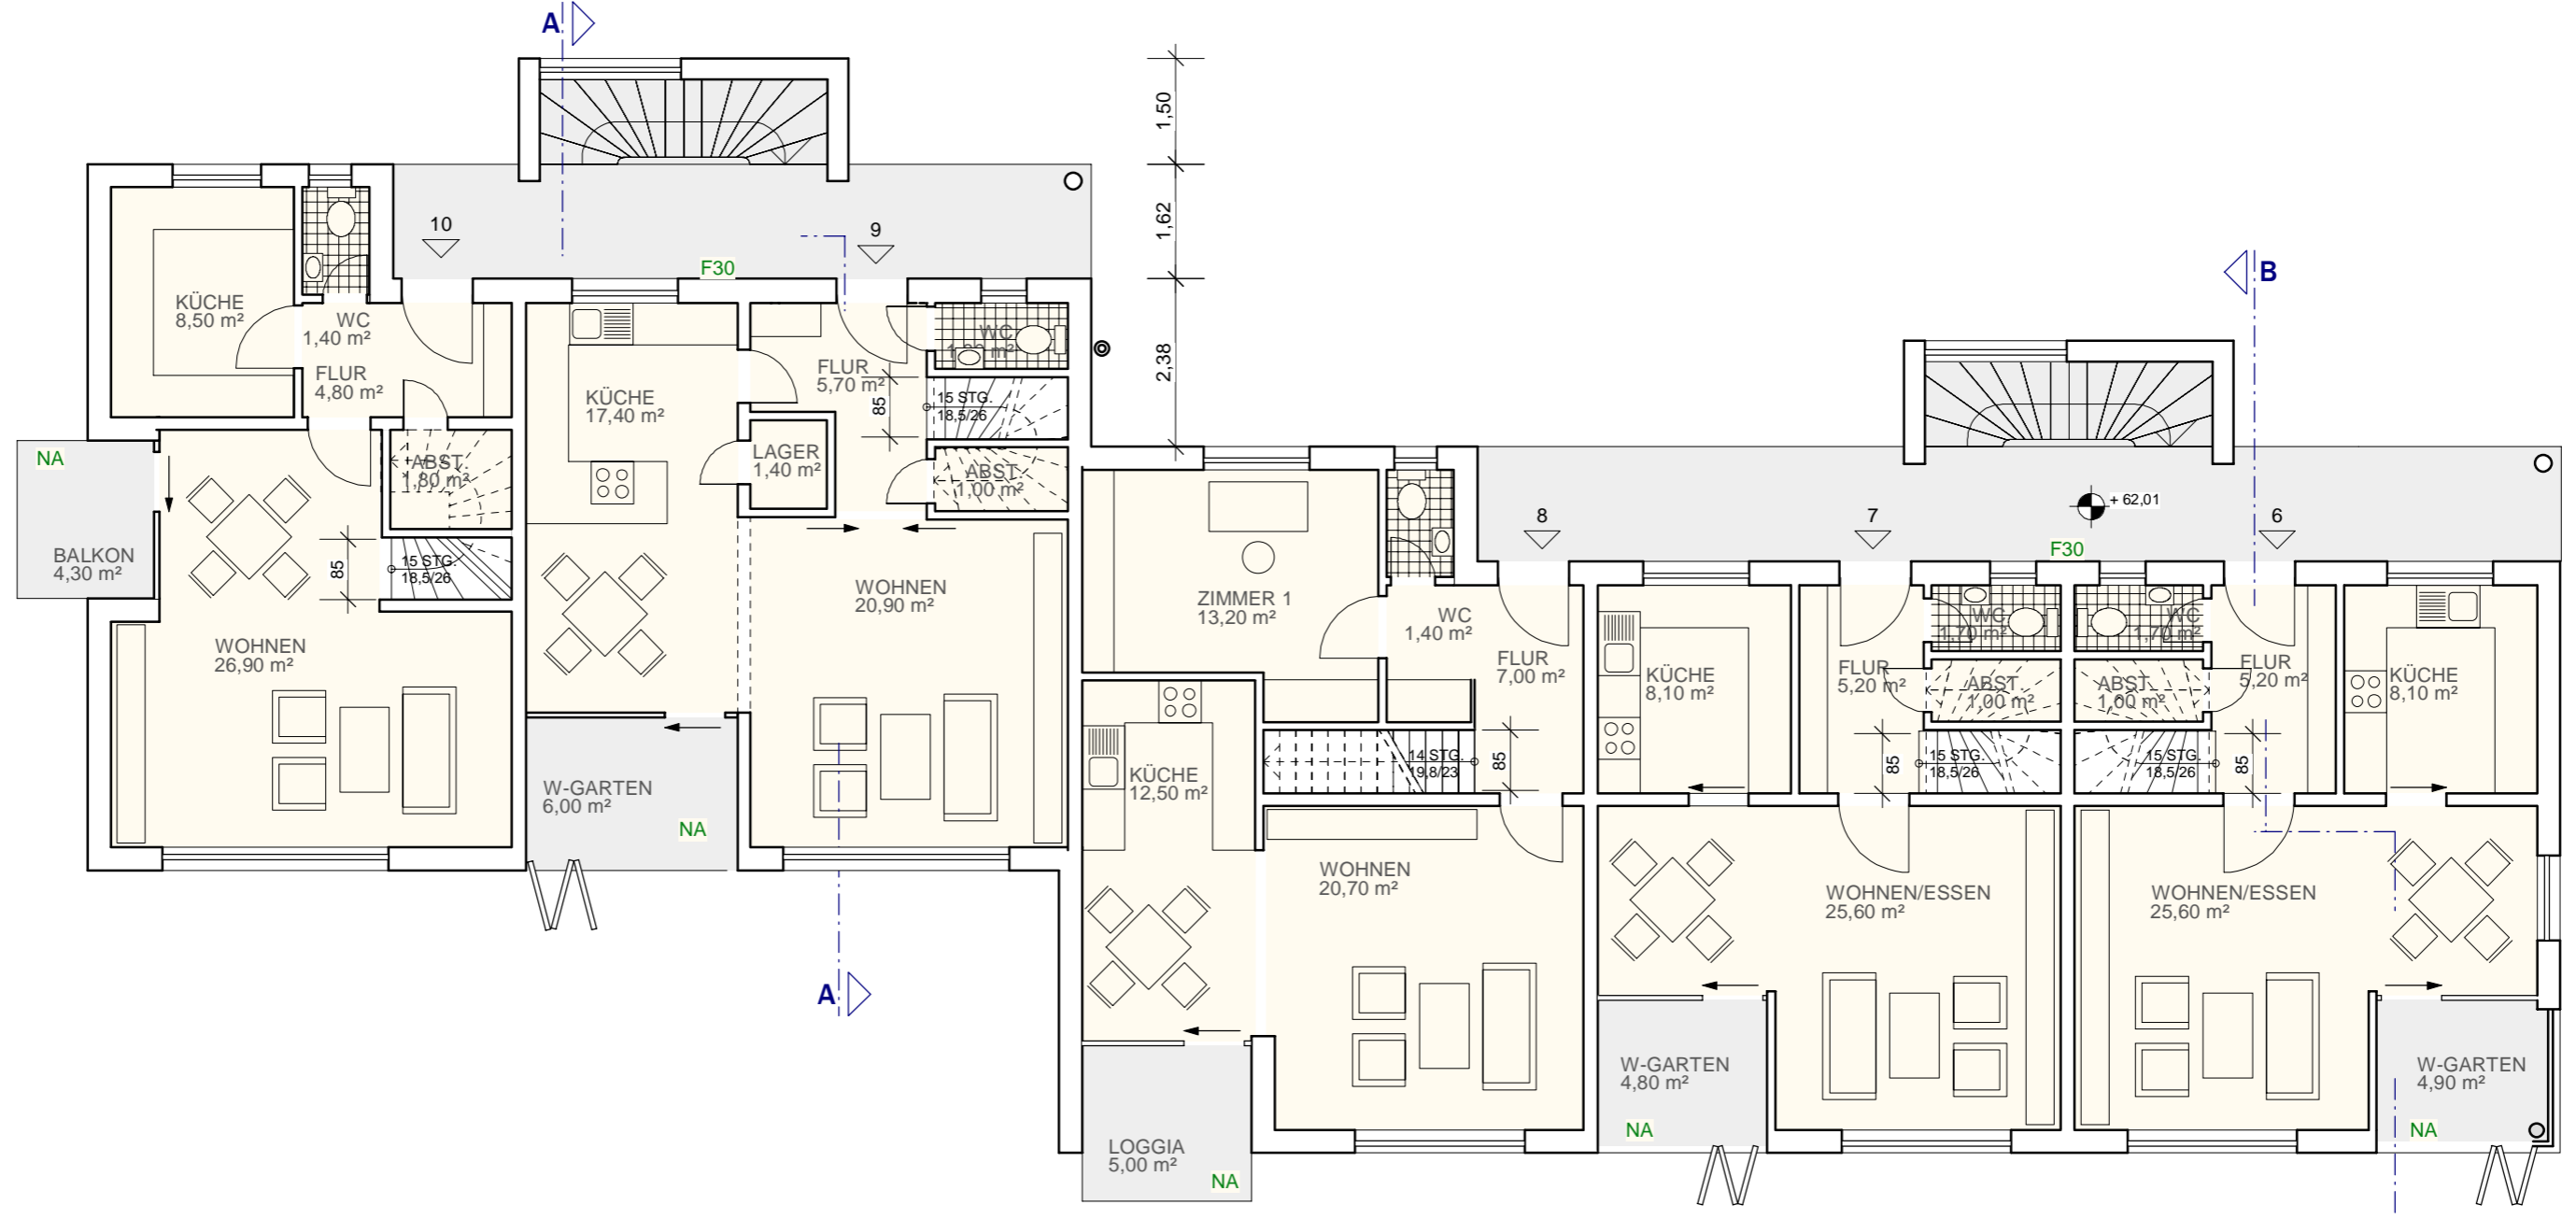 A
1,50
1,62
2,38
10
9
F30
KÜCHE
8,50 m²
WC
1,40 m²
FLUR
4,80 m²
KÜCHE
17,40 m²
FLUR
5,70 m²
WC
85
15 STG.
18,5/26
LAGER
1,40 m²
ABST.
1,00 m²
ABST.
1,80 m²
NA
BALKON
4,30 m²
85
15 STG.
18,5/26
WOHNEN
26,90 m²
WOHNEN
20,90 m²
W-GARTEN
6,00 m²
NA
A
B
+ 62,01
8
7
6
F30
ZIMMER 1
13,20 m²
WC
1,40 m²
FLUR
7,00 m²
85
14 STG.
19,8/23
KÜCHE
12,50 m²
WOHNEN
20,70 m²
LOGGIA
5,00 m²
NA
KÜCHE
8,10 m²
FLUR
5,20 m²
WC
1,70 m²
ABST.
1,00 m²
85
15 STG.
18,5/26
WC
1,70 m²
ABST.
1,00 m²
FLUR
5,20 m²
15 STG.
18,5/26
85
KÜCHE
8,10 m²
WOHNEN/ESSEN
25,60 m²
WOHNEN/ESSEN
25,60 m²
W-GARTEN
4,80 m²
NA
W-GARTEN
4,90 m²
NA